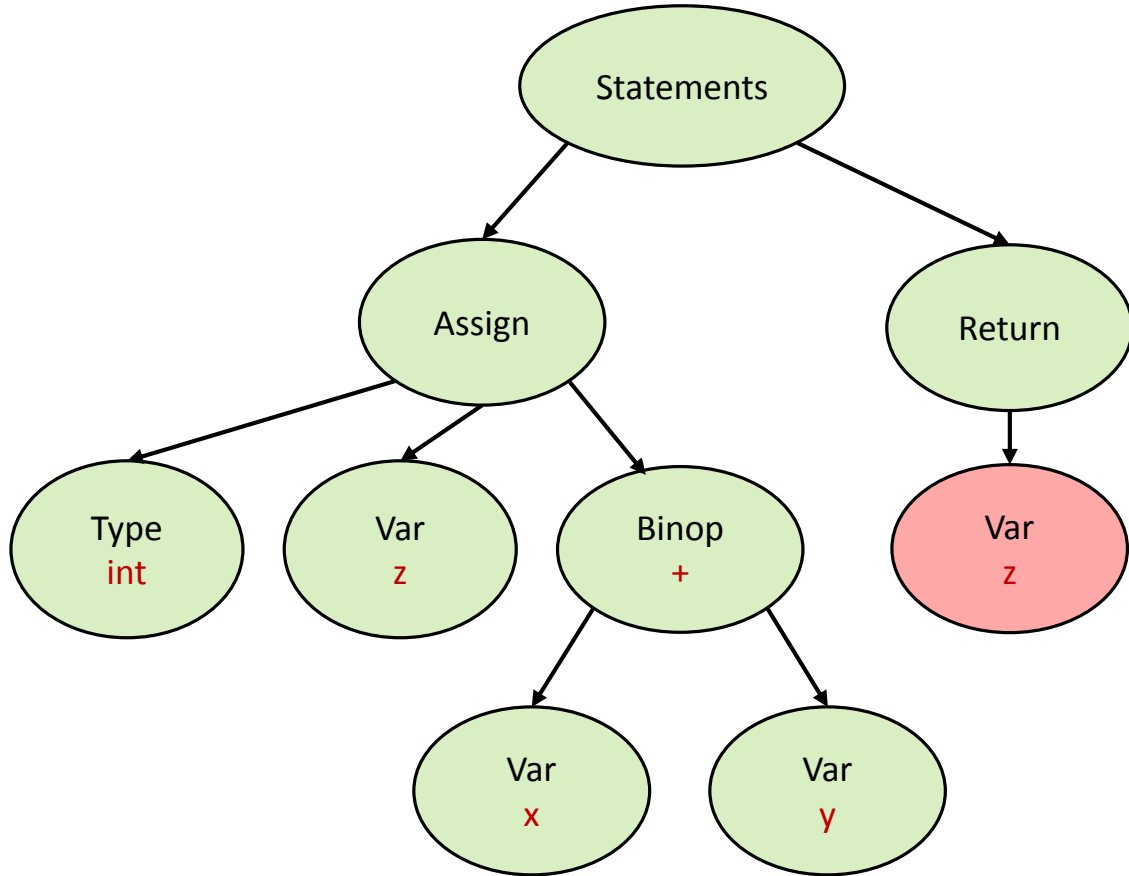 Statements
Assign
Return
Type
int
Var
z
Binop
+
Var
z
Var
x
Var
y